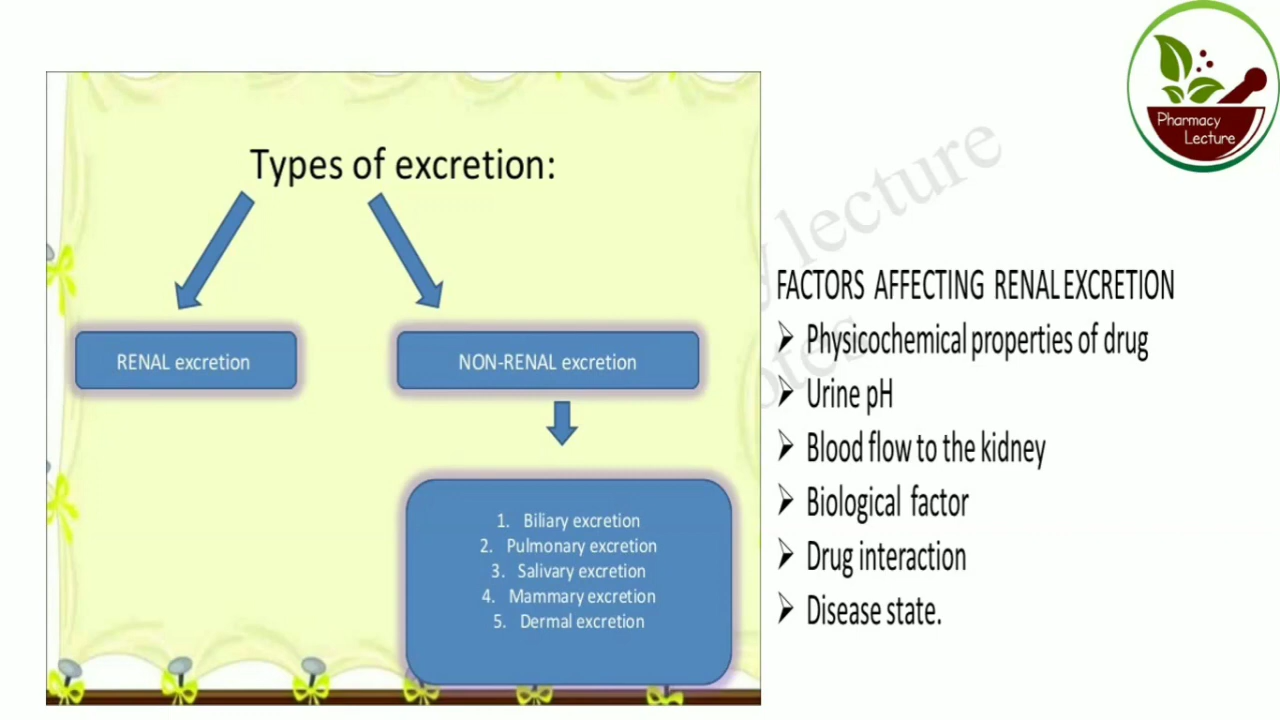 Pharmacy
Lecture
Types of excretion:
RENAL excretion
NON-RENAL excretion
1. Biliary excretion
2. Pulmonary excretion
3. Salivary excretion
4. Mammary excretion
5. Dermal excretion
FACTORS AFFECTING RENAL EXCRETION
➢ Physicochemical properties of drug
➢ Urine pH
➢ Blood flow to the kidney
➢ Biological factor
➢ Drug interaction
➢ Disease state.
lecture